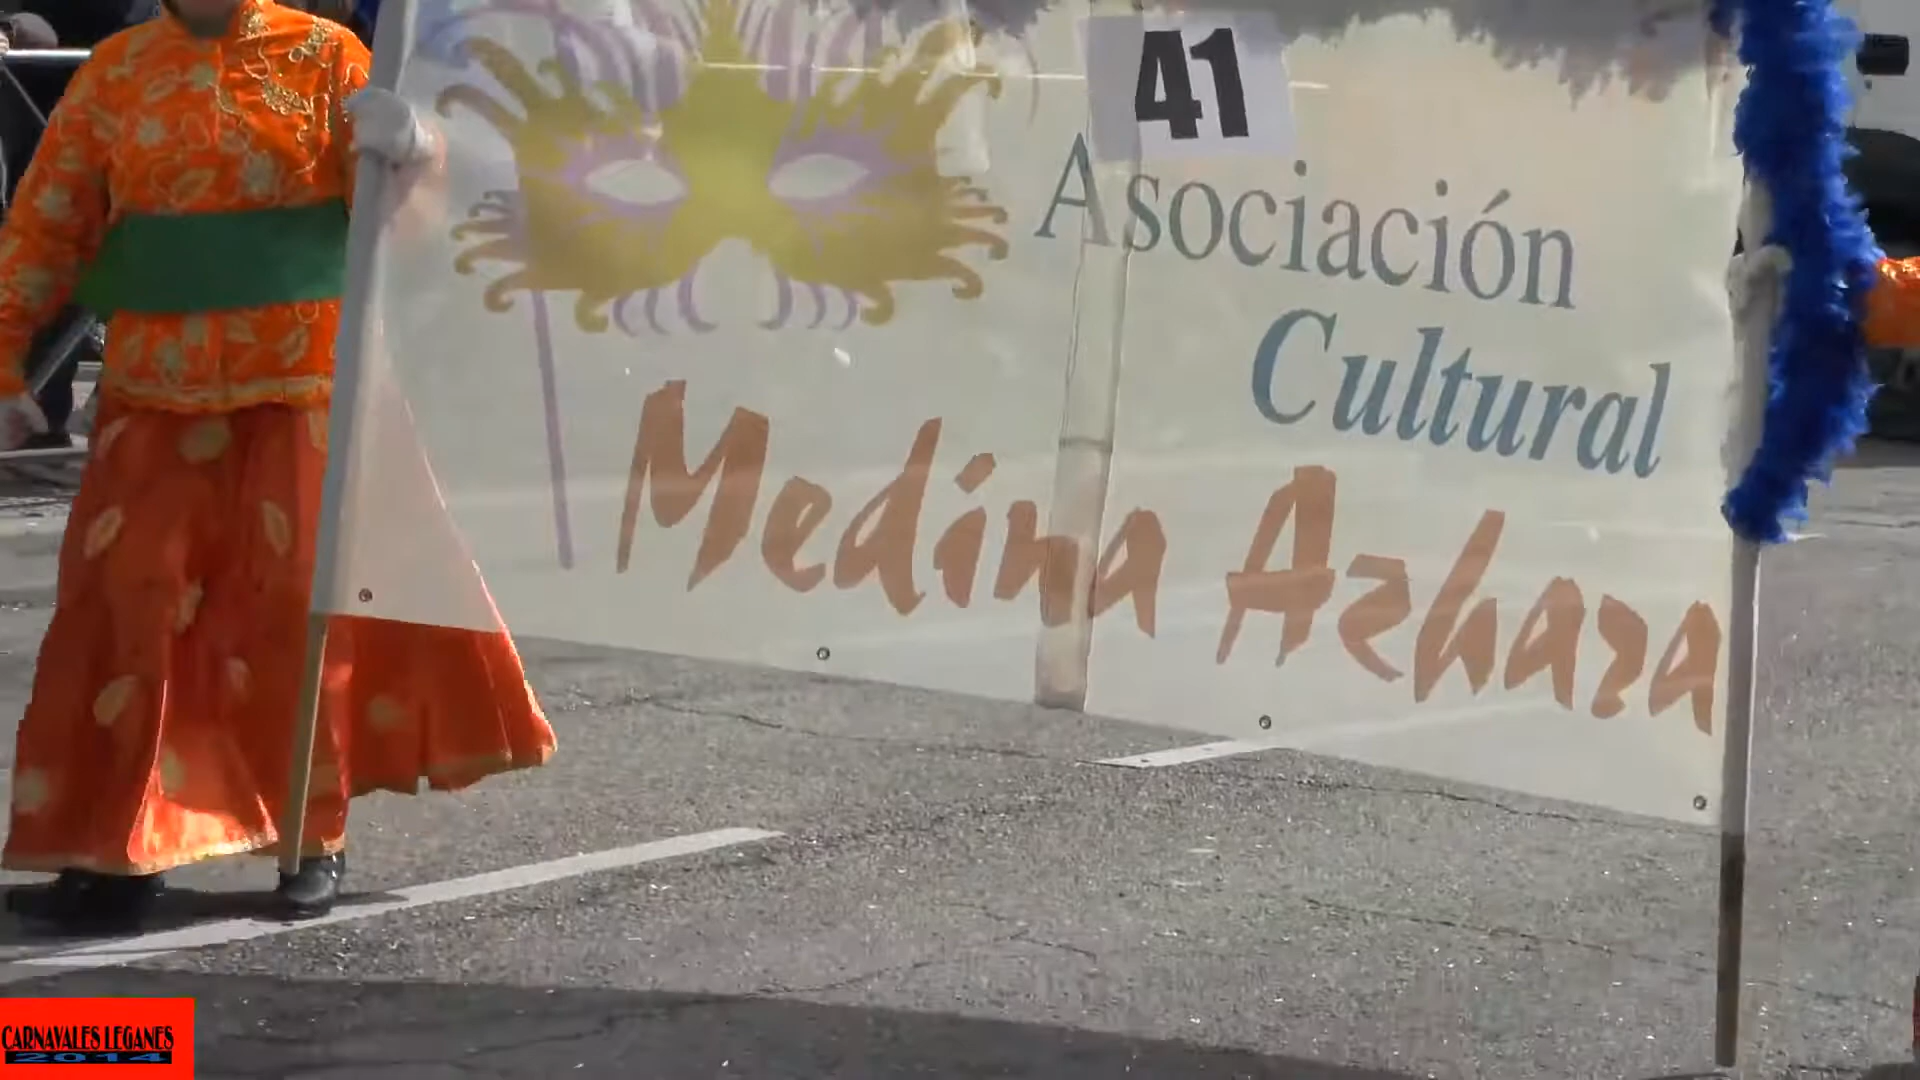 41
Asociación
Cultural
Medina Azhara
CARNAVALES LEGANES
2014